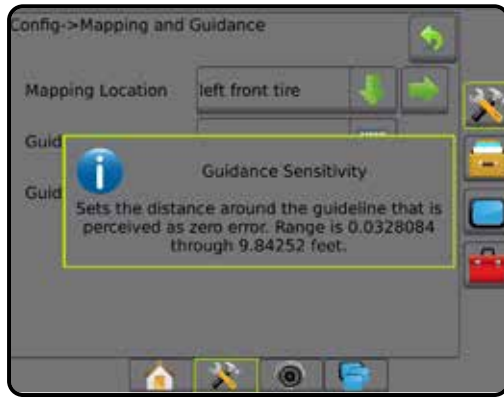 Config->Mapping and Guidance
Mapping Location
left front tire
Guid
Guidance Sensitivity
Guid
Sets the distance around the guideline that is
perceived as zero error. Range is 0.0328084
through 9.84252 feet.